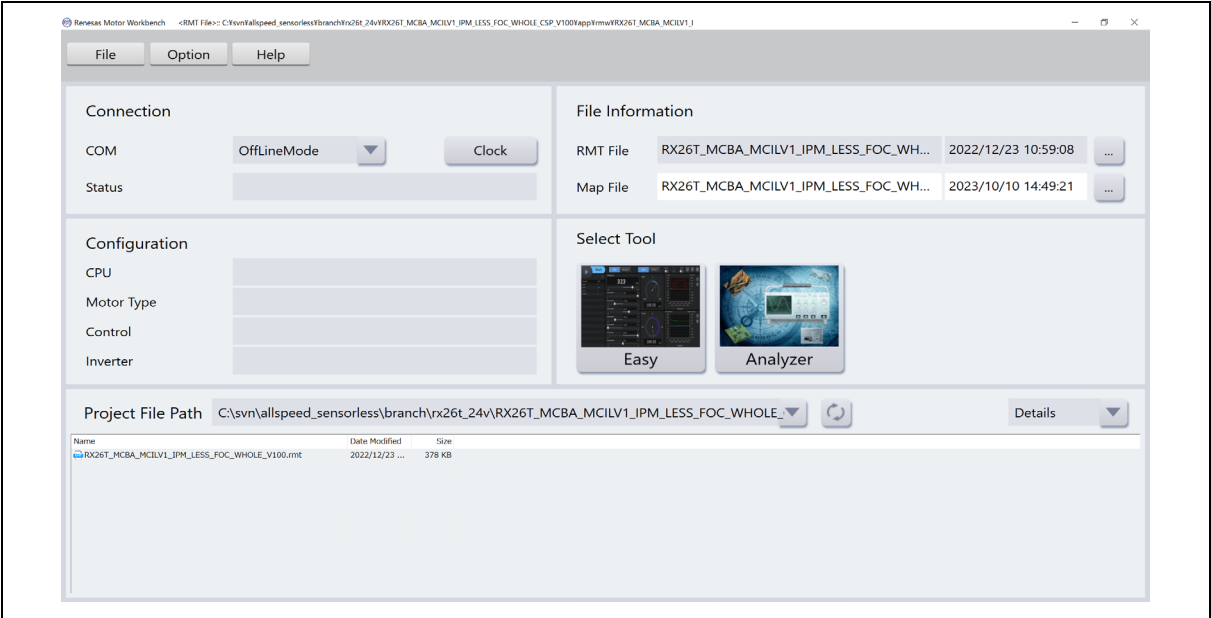 Renesas Motor Workbench <RMT File>:: C:¥svn¥allspeed_sensorless¥branch¥rx26t_24v¥RX26T_MCBA_MCILV1_IPM_LESS_FOC_WHOLE_CSP_V100¥app¥rmw¥RX26T_MCBA_MCILV1_I
File Option Help
Connection
COM OffLineMode Clock
Status
File Information
RMT File RX26T_MCBA_MCILV1_IPM_LESS_FOC_WH... 2022/12/23 10:59:08 ...
Map File RX26T_MCBA_MCILV1_IPM_LESS_FOC_WH... 2023/10/10 14:49:21 ...
Configuration
CPU
Motor Type
Control
Inverter
Select Tool
Easy Analyzer
Project File Path C:\svn\allspeed_sensorless\branch\rx26t_24v\RX26T_MCBA_MCILV1_IPM_LESS_FOC_WHOLE_ Details
Name Date Modified Size
RX26T_MCBA_MCILV1_IPM_LESS_FOC_WHOLE_V100.rmt 2022/12/23 ... 378 KB